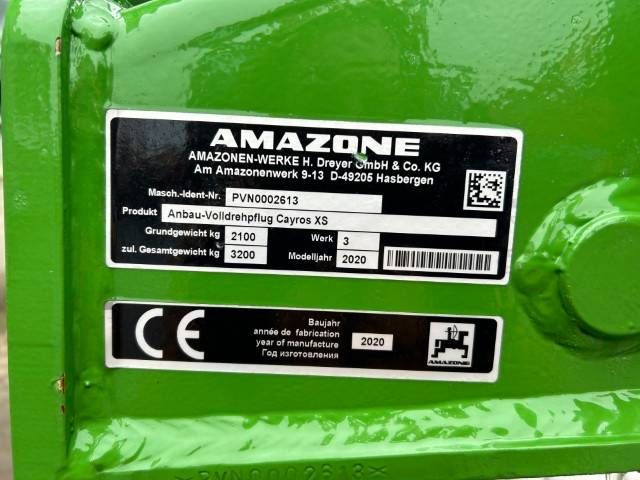 AMAZONE
AMAZONEN-WERKE H. Dreyer GmbH & Co. KG
Am Amazonenwerk 9-13 D-49205 Hasbergen
Masch.-Ident-Nr. PVN0002613
Produkt Anbau-Volldrehpflug Cayros XS
Grundgewicht kg 2100 Werk 3
zul. Gesamtgewicht kg 3200 Modelljahr 2020
CE
Baujahr
année de fabrication
year of manufacture 2020
Год изготовления
AMAZONE
×PVN0002613×